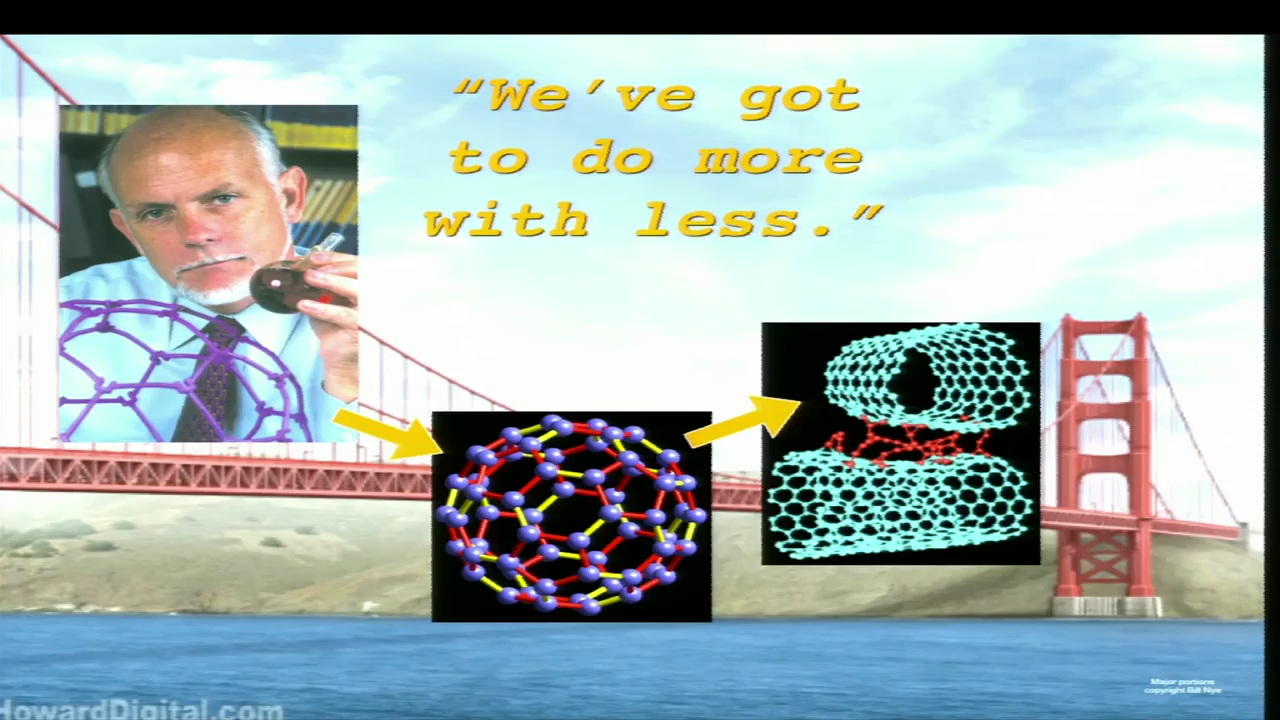 “We’ve got
to do more
with less.”
Major portions
copyright Bill Nye
HowardDigital.com